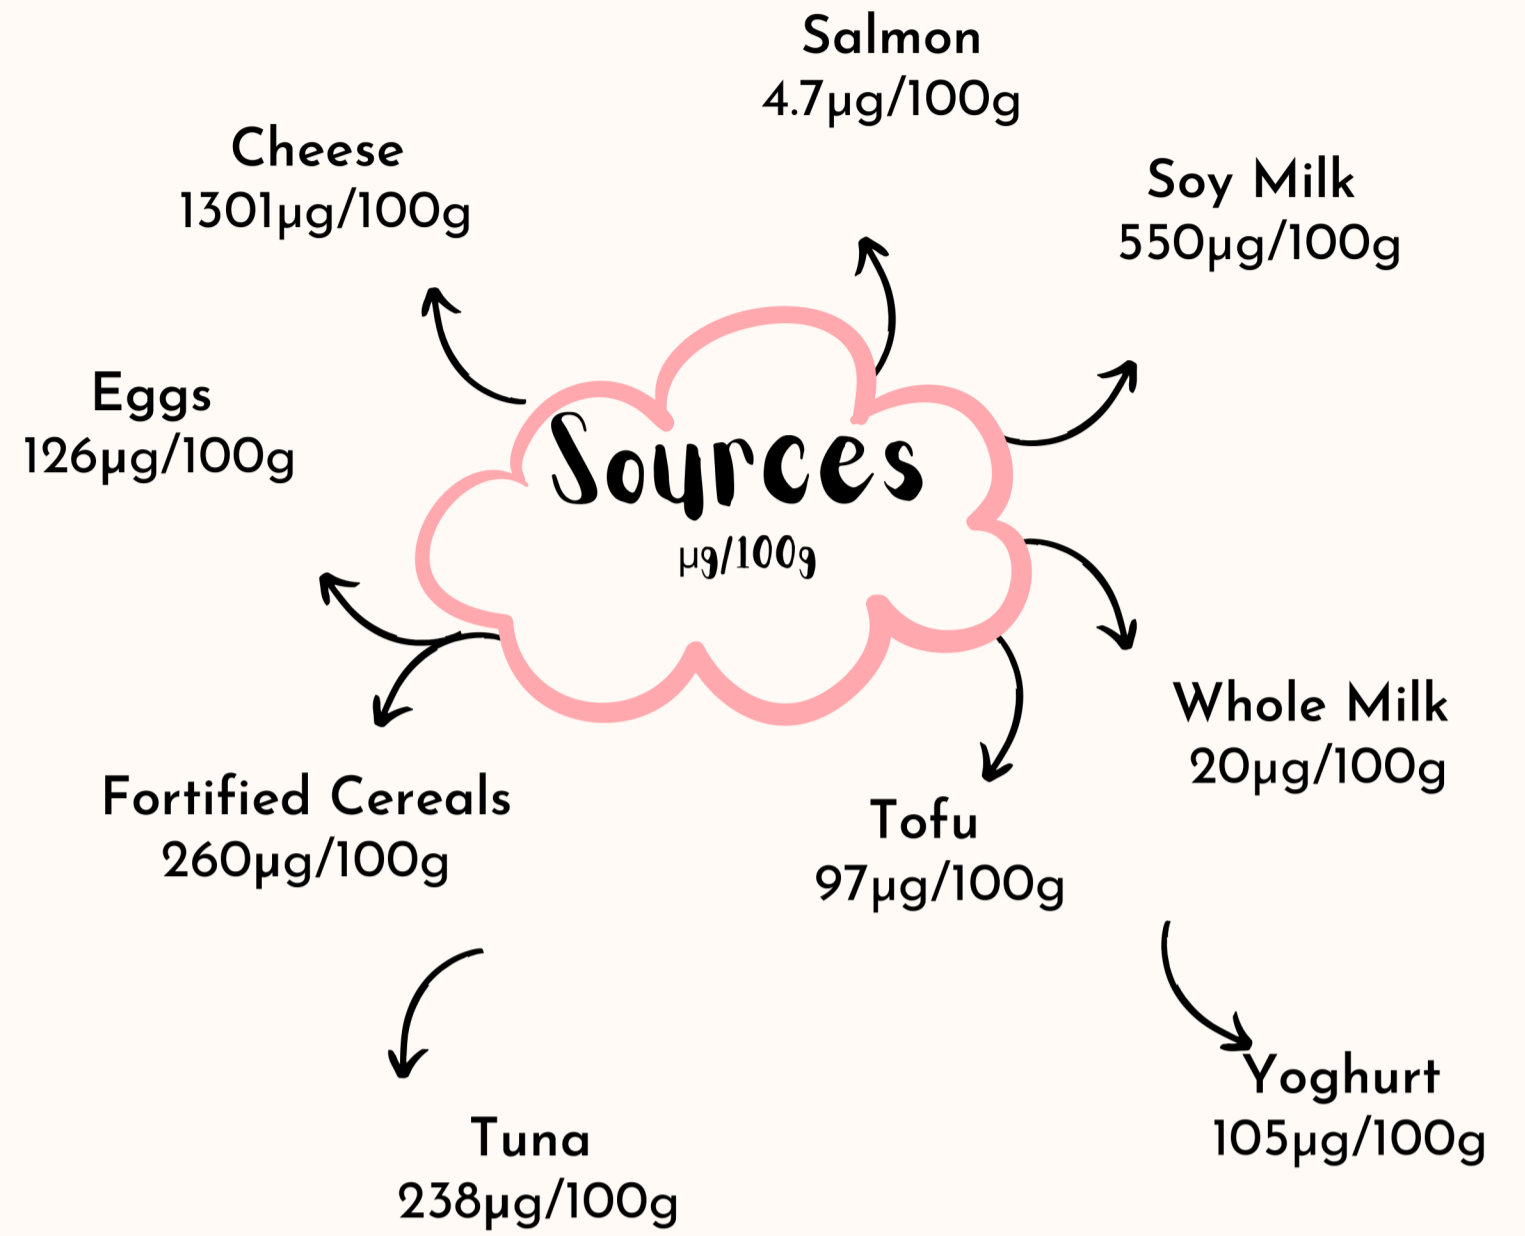 Salmon
4.7µg/100g
Cheese
1301µg/100g
Soy Milk
550µg/100g
Eggs
126µg/100g
Sources
µg/100g
Whole Milk
20µg/100g
Fortified Cereals
260µg/100g
Tofu
97µg/100g
Yoghurt
105µg/100g
Tuna
238µg/100g